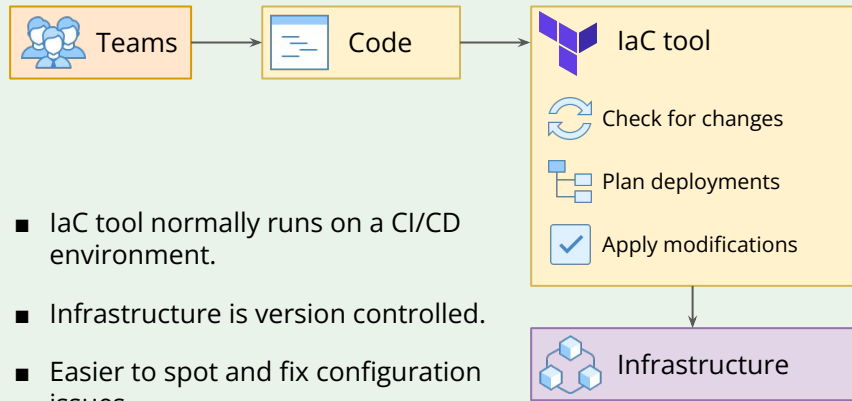 Teams
Code
IaC tool
Check for changes
Plan deployments
Apply modifications
■ IaC tool normally runs on a CI/CD
environment.
■ Infrastructure is version controlled.
■ Easier to spot and fix configuration
issues
Infrastructure